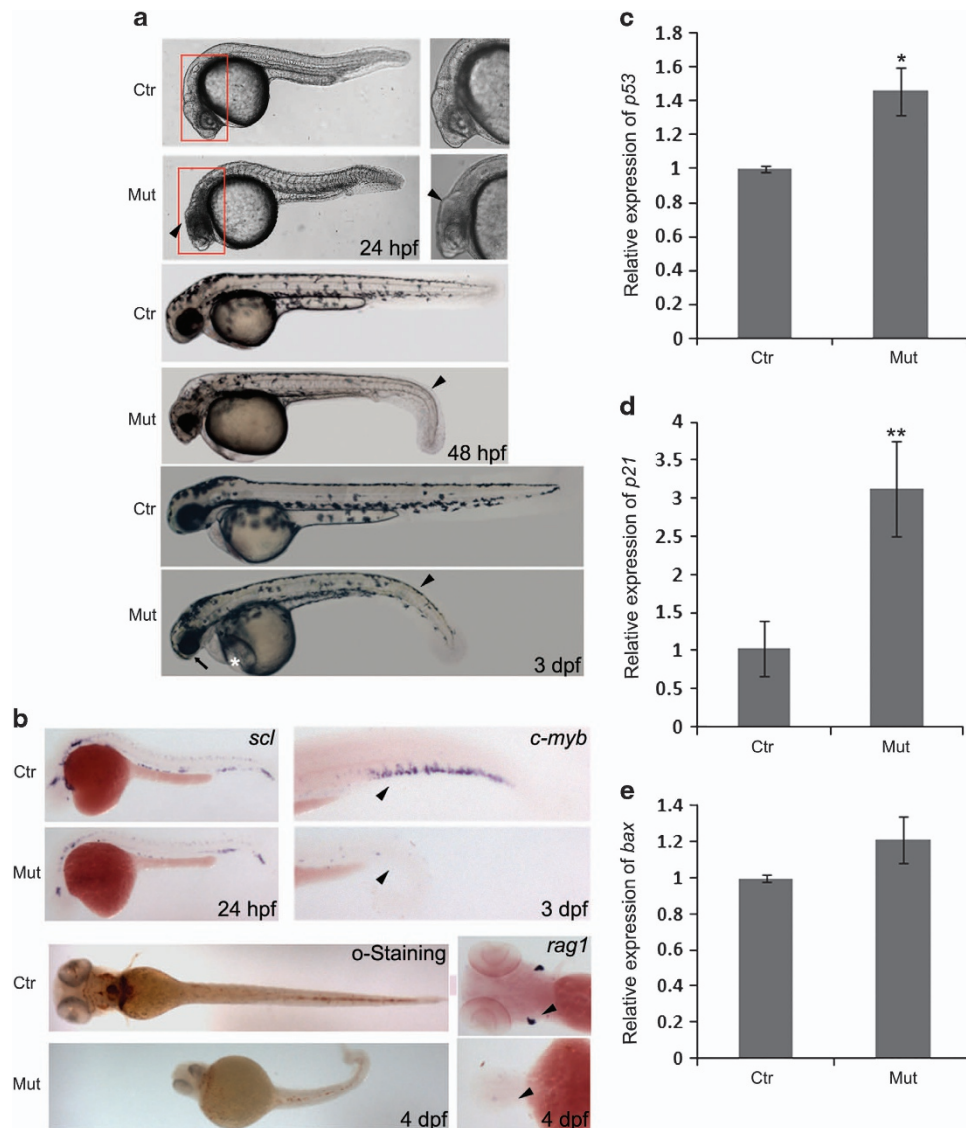 a
Ctr
Mut
24 hpf
Ctr
Mut
48 hpf
Ctr
Mut
*
3 dpf
b
scl
c-myb
Ctr
Mut
24 hpf
3 dpf
o-Staining
rag1
Ctr
Mut
4 dpf
4 dpf
c
Relative expression of p53
1.8
1.6
1.4
1.2
1
0.8
0.6
0.4
0.2
0
*
Ctr
Mut
d
Relative expression of p21
4
3.5
3
2.5
2
1.5
1
0.5
0
**
Ctr
Mut
e
Relative expression of bax
1.4
1.2
1
0.8
0.6
0.4
0.2
0
Ctr
Mut